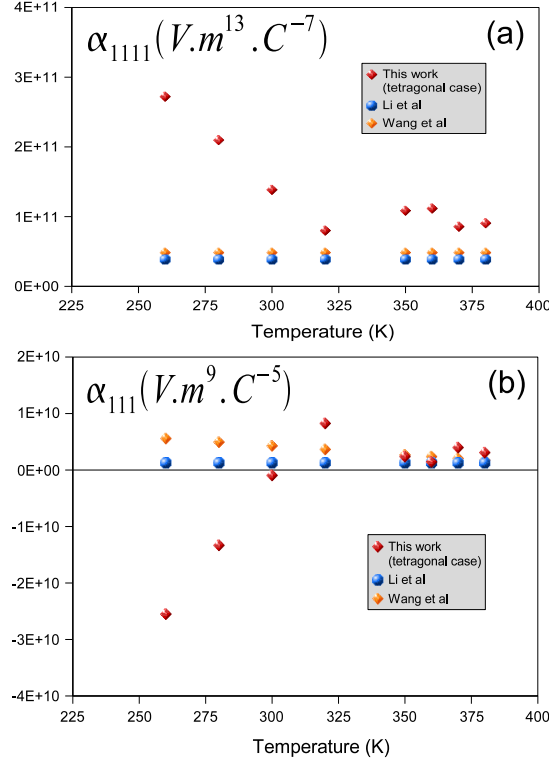 α₁₁₁₁(V.m¹³.C⁻⁷)
(a)
4E+11
3E+11
2E+11
1E+11
0E+00
This work
(tetragonal case)
Li et al
Wang et al
225 250 275 300 325 350 375 400
Temperature (K)
α₁₁₁(V.m⁹.C⁻⁵)
(b)
2E+10
1E+10
0E+00
-1E+10
-2E+10
-3E+10
-4E+10
This work
(tetragonal case)
Li et al
Wang et al
225 250 275 300 325 350 375 400
Temperature (K)